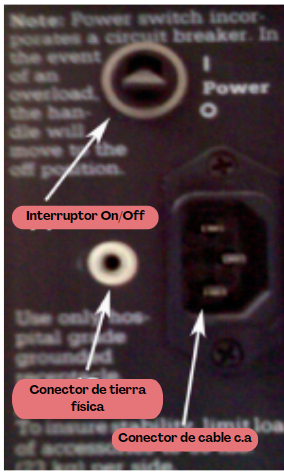 Note: Power switch incor-
porates a circuit breaker. In
the event
of an
overload,
the han-
dle will
move to the
off position.
I
Power
O
Interruptor On/Off
Use only hos-
pital grade
grounded
Conector de tierra
física
Conector de cable c.a
To insure
of accessor